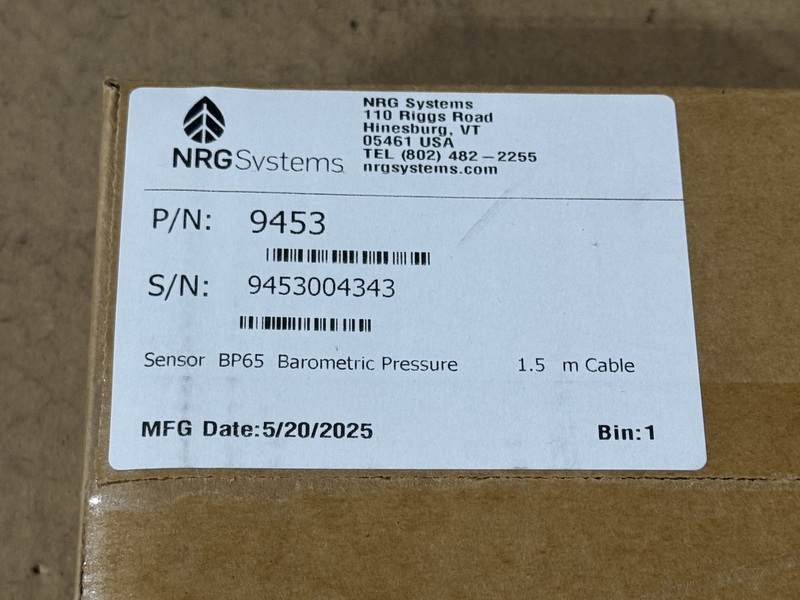 NRG Systems
110 Riggs Road
Hinesburg, VT
05461 USA
TEL (802) 482-2255
nrgsystems.com
NRGSystems
P/N: 9453
S/N: 9453004343
Sensor BP65 Barometric Pressure 1.5 m Cable
MFG Date:5/20/2025 Bin:1